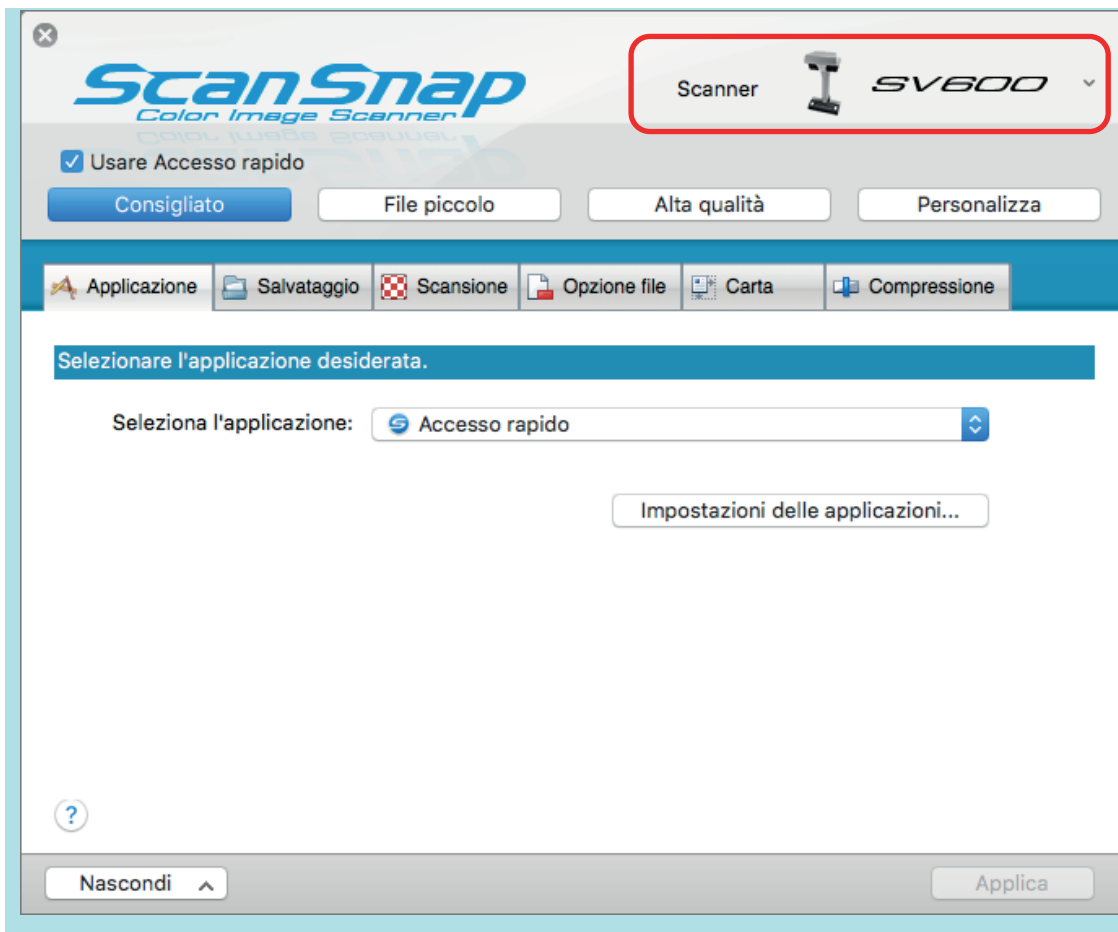 ScanSnap
Color Image Scanner
Scanner SV600
Usare Accesso rapido
Consigliato File piccolo Alta qualità Personalizza
Applicazione Salvataggio Scansione Opzione file Carta Compressione
Selezionare l'applicazione desiderata.
Seleziona l'applicazione: Accesso rapido
Impostazioni delle applicazioni...
?
Nascondi Applica